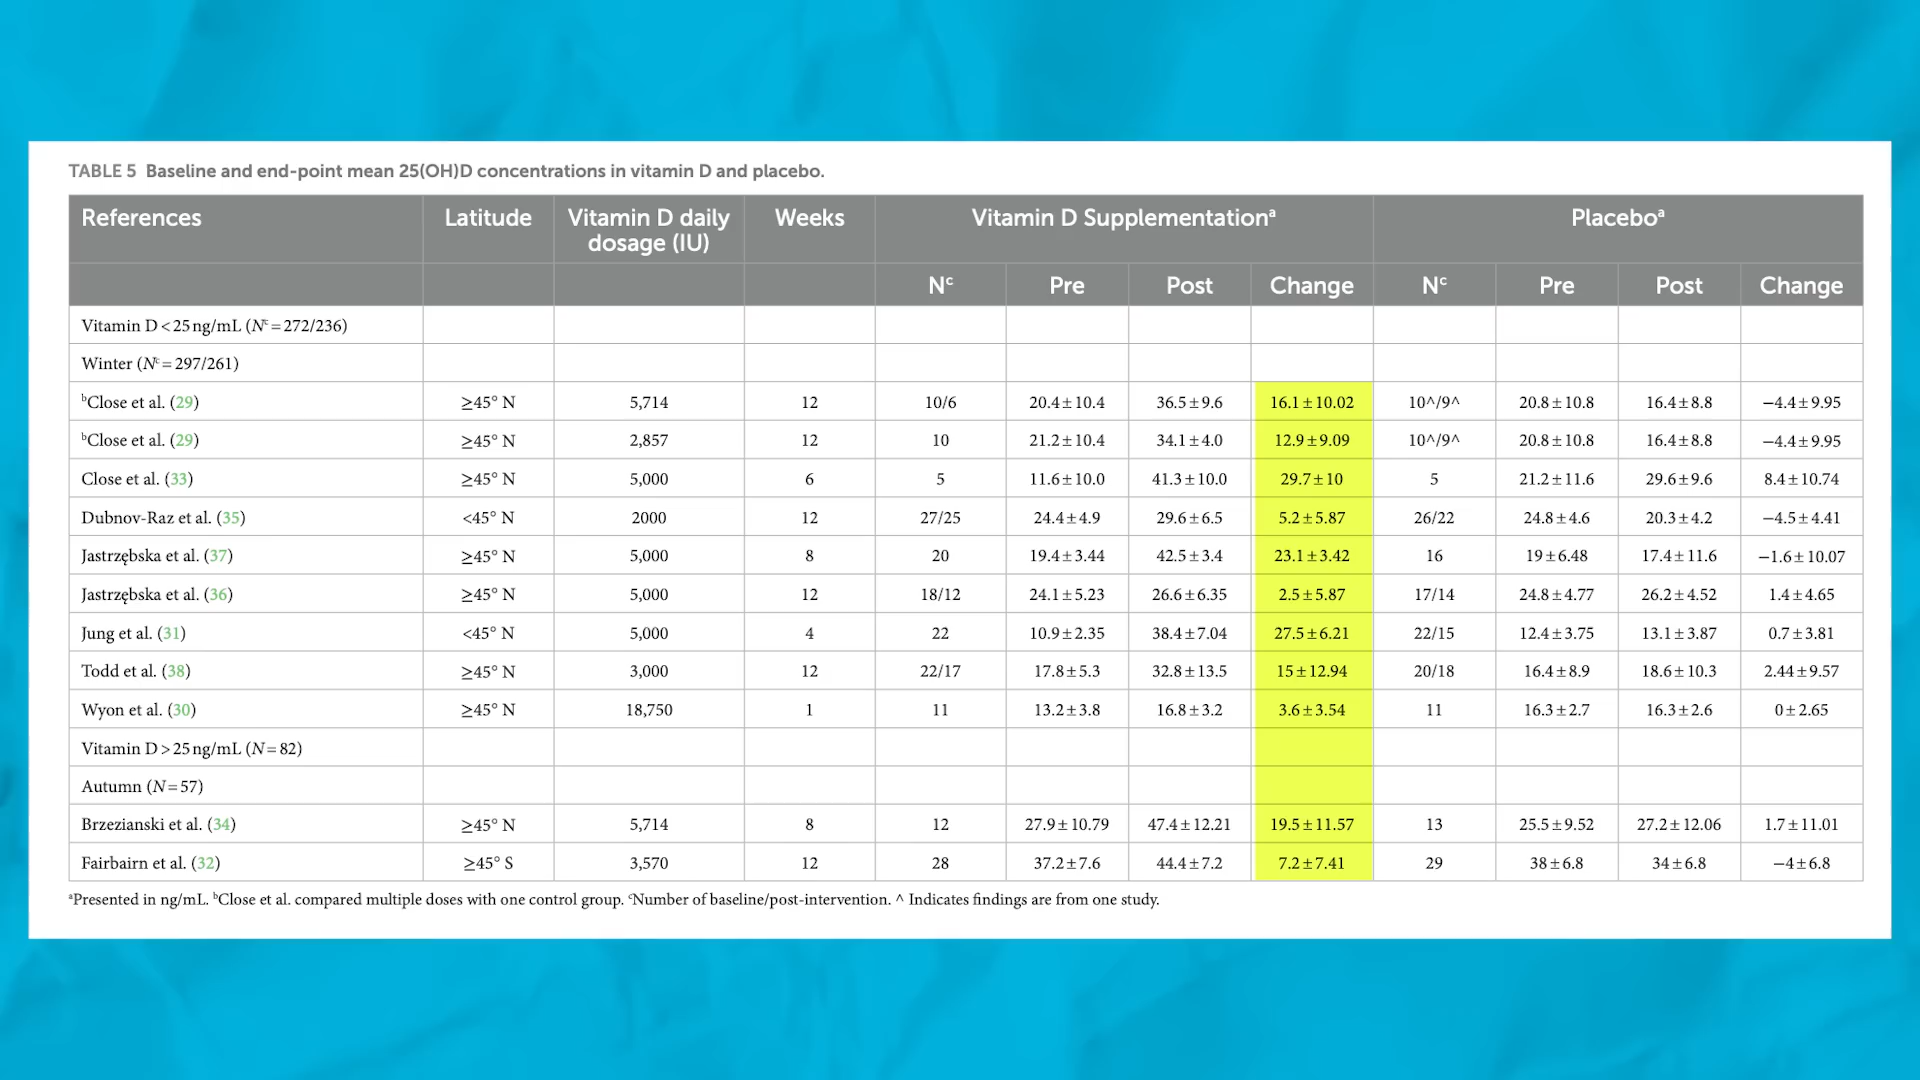 TABLE 5 Baseline and end-point mean 25(OH)D concentrations in vitamin D and placebo.
References Latitude Vitamin D daily dosage (IU) Weeks Vitamin D Supplementationᵃ Placeboᵃ
Nᶜ Pre Post Change Nᶜ Pre Post Change
Vitamin D < 25 ng/mL (Nᶜ = 272/236)
Winter (Nᶜ = 297/261)
ᵇClose et al. (29) ≥45° N 5,714 12 10/6 20.4 ± 10.4 36.5 ± 9.6 16.1 ± 10.02 10^/9^ 20.8 ± 10.8 16.4 ± 8.8 −4.4 ± 9.95
ᵇClose et al. (29) ≥45° N 2,857 12 10 21.2 ± 10.4 34.1 ± 4.0 12.9 ± 9.09 10^/9^ 20.8 ± 10.8 16.4 ± 8.8 −4.4 ± 9.95
Close et al. (33) ≥45° N 5,000 6 5 11.6 ± 10.0 41.3 ± 10.0 29.7 ± 10 5 21.2 ± 11.6 29.6 ± 9.6 8.4 ± 10.74
Dubnov-Raz et al. (35) <45° N 2000 12 27/25 24.4 ± 4.9 29.6 ± 6.5 5.2 ± 5.87 26/22 24.8 ± 4.6 20.3 ± 4.2 −4.5 ± 4.41
Jastrzębska et al. (37) ≥45° N 5,000 8 20 19.4 ± 3.44 42.5 ± 3.4 23.1 ± 3.42 16 19 ± 6.48 17.4 ± 11.6 −1.6 ± 10.07
Jastrzębska et al. (36) ≥45° N 5,000 12 18/12 24.1 ± 5.23 26.6 ± 6.35 2.5 ± 5.87 17/14 24.8 ± 4.77 26.2 ± 4.52 1.4 ± 4.65
Jung et al. (31) <45° N 5,000 4 22 10.9 ± 2.35 38.4 ± 7.04 27.5 ± 6.21 22/15 12.4 ± 3.75 13.1 ± 3.87 0.7 ± 3.81
Todd et al. (38) ≥45° N 3,000 12 22/17 17.8 ± 5.3 32.8 ± 13.5 15 ± 12.94 20/18 16.4 ± 8.9 18.6 ± 10.3 2.44 ± 9.57
Wyon et al. (30) ≥45° N 18,750 1 11 13.2 ± 3.8 16.8 ± 3.2 3.6 ± 3.54 11 16.3 ± 2.7 16.3 ± 2.6 0 ± 2.65
Vitamin D > 25 ng/mL (N = 82)
Autumn (N = 57)
Brzezianski et al. (34) ≥45° N 5,714 8 12 27.9 ± 10.79 47.4 ± 12.21 19.5 ± 11.57 13 25.5 ± 9.52 27.2 ± 12.06 1.7 ± 11.01
Fairbairn et al. (32) ≥45° S 3,570 12 28 37.2 ± 7.6 44.4 ± 7.2 7.2 ± 7.41 29 38 ± 6.8 34 ± 6.8 −4 ± 6.8
ᵃPresented in ng/mL. ᵇClose et al. compared multiple doses with one control group. ᶜNumber of baseline/post-intervention. ^ Indicates findings are from one study.